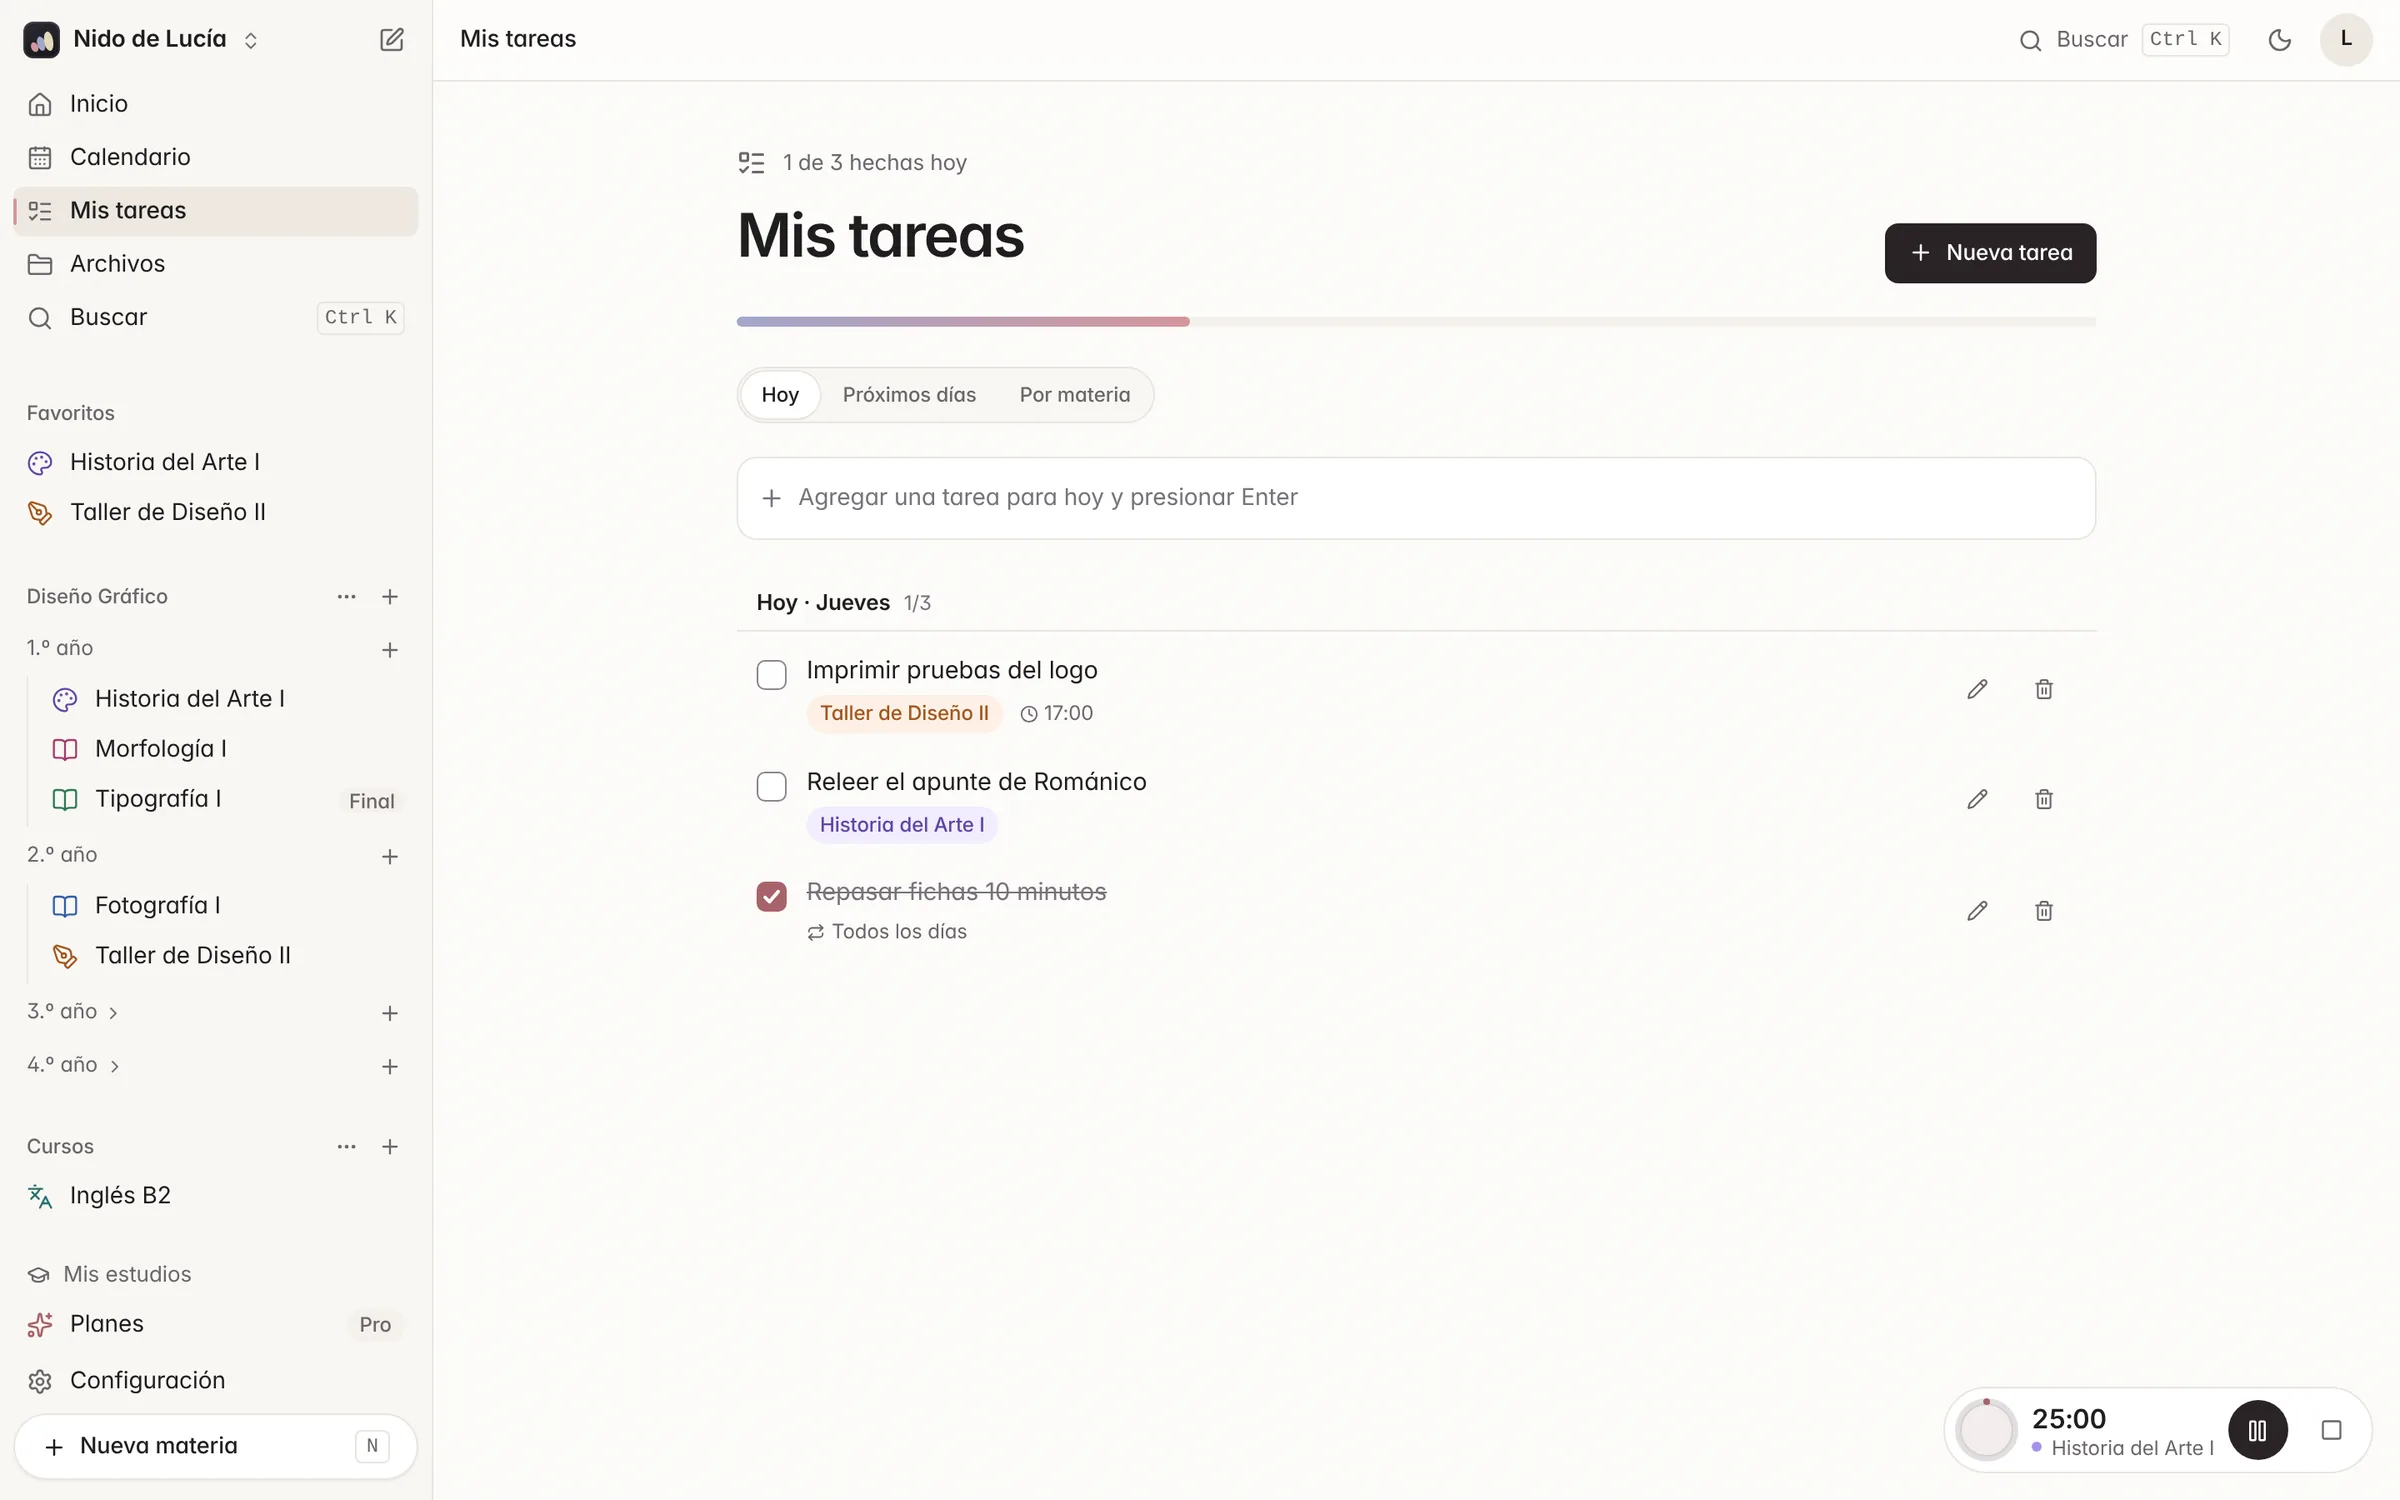 Nido de Lucía
Inicio
Calendario
Mis tareas
Archivos
Buscar Ctrl K
Favoritos
Historia del Arte I
Taller de Diseño II
Diseño Gráfico
1.º año
Historia del Arte I
Morfología I
Tipografía I Final
2.º año
Fotografía I
Taller de Diseño II
3.º año
4.º año
Cursos
Inglés B2
Mis estudios
Planes Pro
Configuración
Nueva materia N
Mis tareas
Buscar Ctrl K
L
1 de 3 hechas hoy
Mis tareas
Nueva tarea
Hoy Próximos días Por materia
Agregar una tarea para hoy y presionar Enter
Hoy · Jueves 1/3
Imprimir pruebas del logo
Taller de Diseño II 17:00
Releer el apunte de Románico
Historia del Arte I
Repasar fichas 10 minutos
Todos los días
25:00
Historia del Arte I